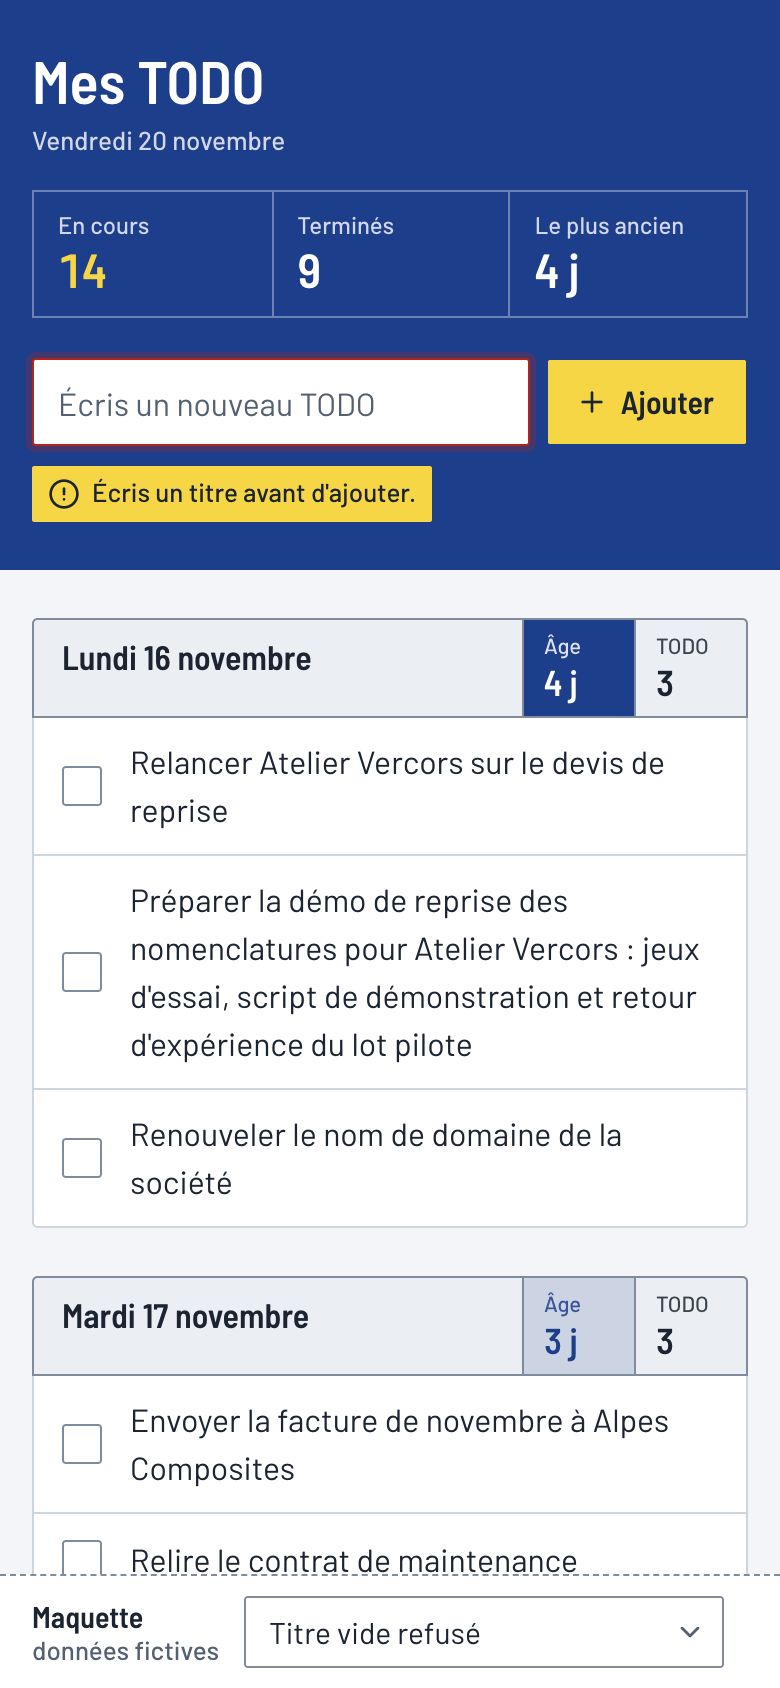 Mes TODO
Vendredi 20 novembre
En cours
14
Terminés
9
Le plus ancien
4 j
Écris un nouveau TODO
+ Ajouter
Écris un titre avant d'ajouter.
Lundi 16 novembre
Âge
4 j
TODO
3
Relancer Atelier Vercors sur le devis de
reprise
Préparer la démo de reprise des
nomenclatures pour Atelier Vercors : jeux
d'essai, script de démonstration et retour
d'expérience du lot pilote
Renouveler le nom de domaine de la
société
Mardi 17 novembre
Âge
3 j
TODO
3
Envoyer la facture de novembre à Alpes
Composites
Relire le contrat de maintenance
Maquette
données fictives
Titre vide refusé